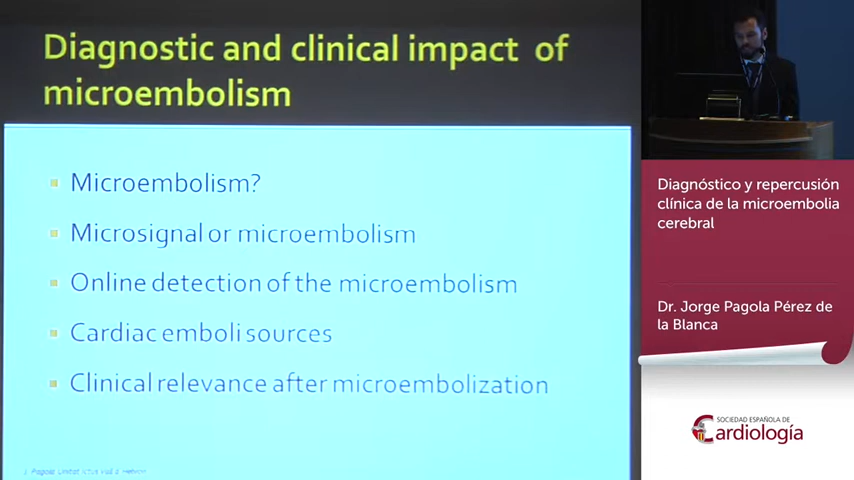 Diagnostic and clinical impact of
microembolism
Microembolism?
Microsignal or microembolism
Online detection of the microembolism
Cardiac emboli sources
Clinical relevance after microembolization
Diagnóstico y repercusión
clínica de la microembolia
cerebral
Dr. Jorge Pagola Pérez de
la Blanca
SOCIEDAD ESPAÑOLA DE
Cardiología